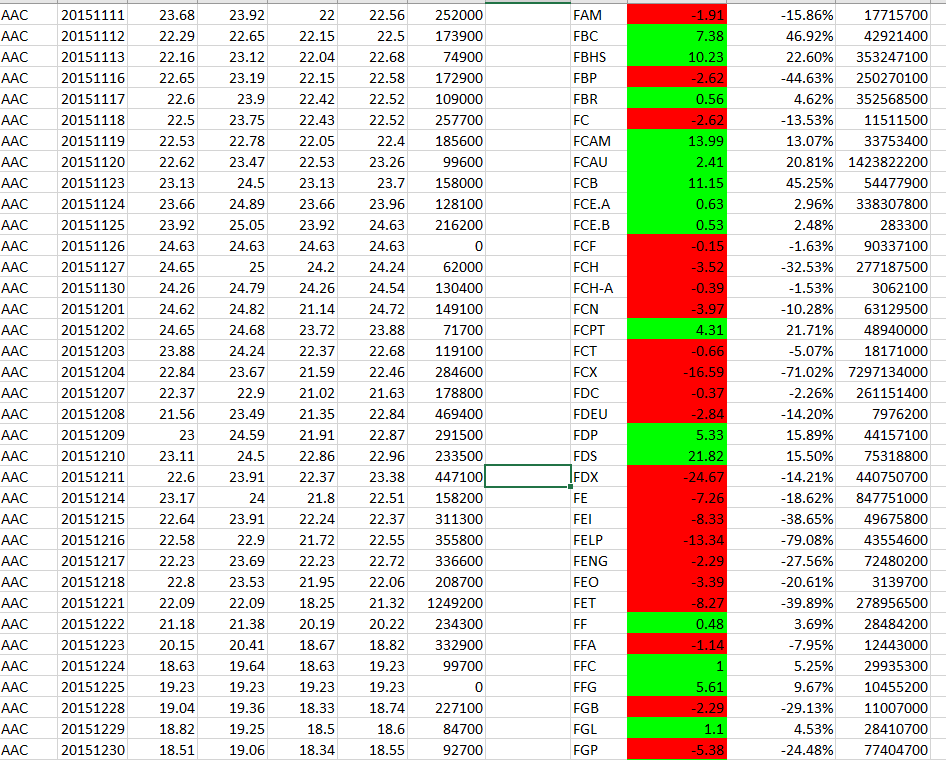 AAC 20151111 23.68 23.92 22 22.56 252000 FAM -1.91 -15.86% 17715700
AAC 20151112 22.29 22.65 22.15 22.5 173900 FBC 7.38 46.92% 42921400
AAC 20151113 22.16 23.12 22.04 22.68 74900 FBHS 10.23 22.60% 353247100
AAC 20151116 22.65 23.19 22.15 22.58 172900 FBP -2.62 -44.63% 250270100
AAC 20151117 22.6 23.9 22.42 22.52 109000 FBR 0.56 4.62% 352568500
AAC 20151118 22.5 23.75 22.43 22.52 257700 FC -2.62 -13.53% 11511500
AAC 20151119 22.53 22.78 22.05 22.4 185600 FCAM 13.99 13.07% 33753400
AAC 20151120 22.62 23.47 22.53 23.26 99600 FCAU 2.41 20.81% 1423822200
AAC 20151123 23.13 24.5 23.13 23.7 158000 FCB 11.15 45.25% 54477900
AAC 20151124 23.66 24.89 23.66 23.96 128100 FCE.A 0.63 2.96% 338307800
AAC 20151125 23.92 25.05 23.92 24.63 216200 FCE.B 0.53 2.48% 283300
AAC 20151126 24.63 24.63 24.63 24.63 0 FCF -0.15 -1.63% 90337100
AAC 20151127 24.65 25 24.2 24.24 62000 FCH -3.52 -32.53% 277187500
AAC 20151130 24.26 24.79 24.26 24.54 130400 FCH-A -0.39 -1.53% 3062100
AAC 20151201 24.62 24.82 21.14 24.72 149100 FCN -3.97 -10.28% 63129500
AAC 20151202 24.65 24.68 23.72 23.88 71700 FCPT 4.31 21.71% 48940000
AAC 20151203 23.88 24.24 22.37 22.68 119100 FCT -0.66 -5.07% 18171000
AAC 20151204 22.84 23.67 21.59 22.46 284600 FCX -16.59 -71.02% 7297134000
AAC 20151207 22.37 22.9 21.02 21.63 178800 FDC -0.37 -2.26% 261151400
AAC 20151208 21.56 23.49 21.35 22.84 469400 FDEU -2.84 -14.20% 7976200
AAC 20151209 23 24.59 21.91 22.87 291500 FDP 5.33 15.89% 44157100
AAC 20151210 23.11 24.5 22.86 22.96 233500 FDS 21.82 15.50% 75318800
AAC 20151211 22.6 23.91 22.37 23.38 447100 FDX -24.67 -14.21% 440750700
AAC 20151214 23.17 24 21.8 22.51 158200 FE -7.26 -18.62% 847751000
AAC 20151215 22.64 23.91 22.24 22.37 311300 FEI -8.33 -38.65% 49675800
AAC 20151216 22.58 22.9 21.72 22.55 355800 FELP -13.34 -79.08% 43554600
AAC 20151217 22.23 23.69 22.23 22.72 336600 FENG -2.29 -27.56% 72480200
AAC 20151218 22.8 23.53 21.95 22.06 208700 FEO -3.39 -20.61% 3139700
AAC 20151221 22.09 22.09 18.25 21.32 1249200 FET -8.27 -39.89% 278956500
AAC 20151222 21.18 21.38 20.19 20.22 234300 FF 0.48 3.69% 28484200
AAC 20151223 20.15 20.41 18.67 18.82 332900 FFA -1.14 -7.95% 12443000
AAC 20151224 18.63 19.64 18.63 19.23 99700 FFC 1 5.25% 29935300
AAC 20151225 19.23 19.23 19.23 19.23 0 FFG 5.61 9.67% 10455200
AAC 20151228 19.04 19.36 18.33 18.74 227100 FGB -2.29 -29.13% 11007000
AAC 20151229 18.82 19.25 18.5 18.6 84700 FGL 1.1 4.53% 28410700
AAC 20151230 18.51 19.06 18.34 18.55 92700 FGP -5.38 -24.48% 77404700